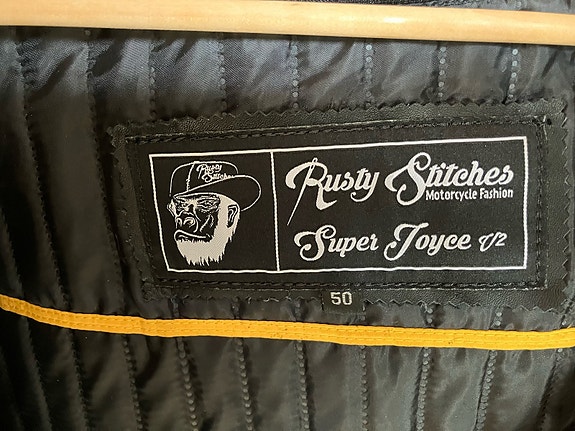 Rusty
Stitches
Rusty Stitches
Motorcycle Fashion
Super Joyce V2
50